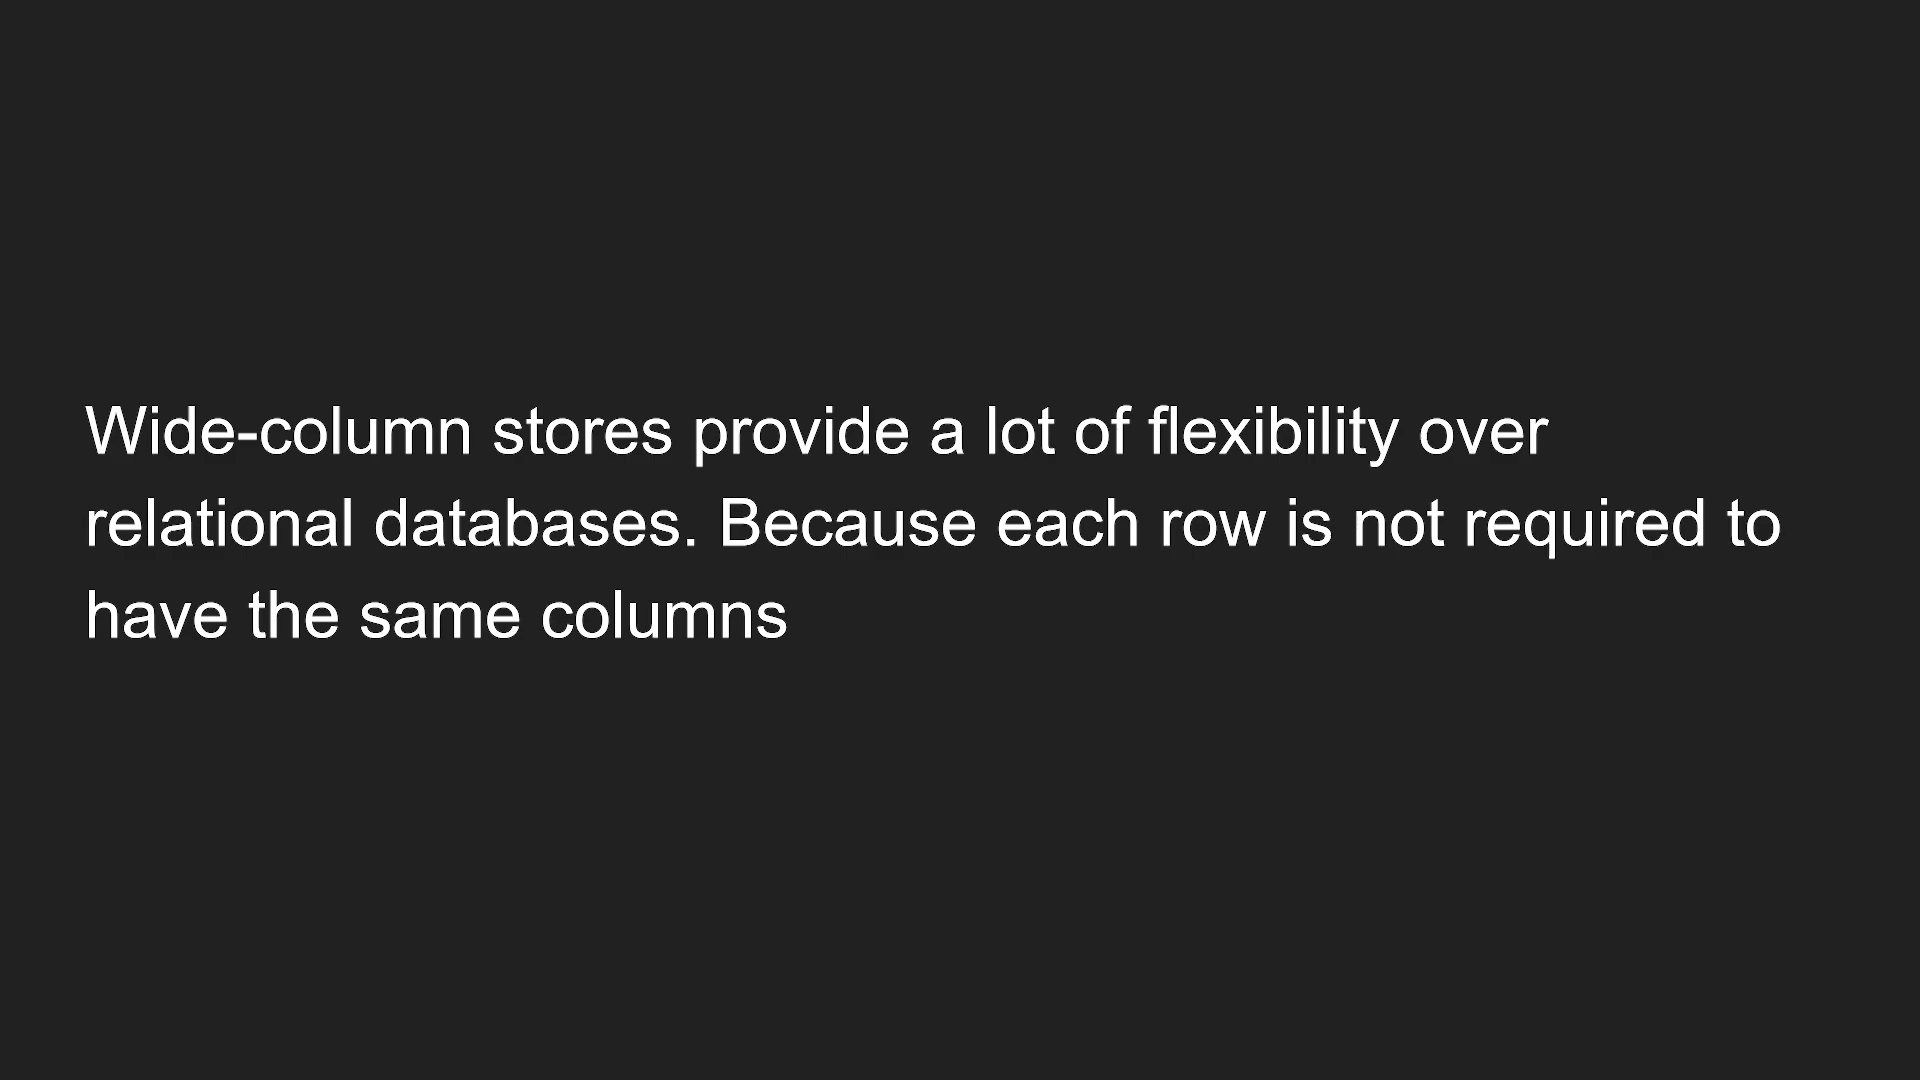 Wide-column stores provide a lot of flexibility over
relational databases. Because each row is not required to
have the same columns